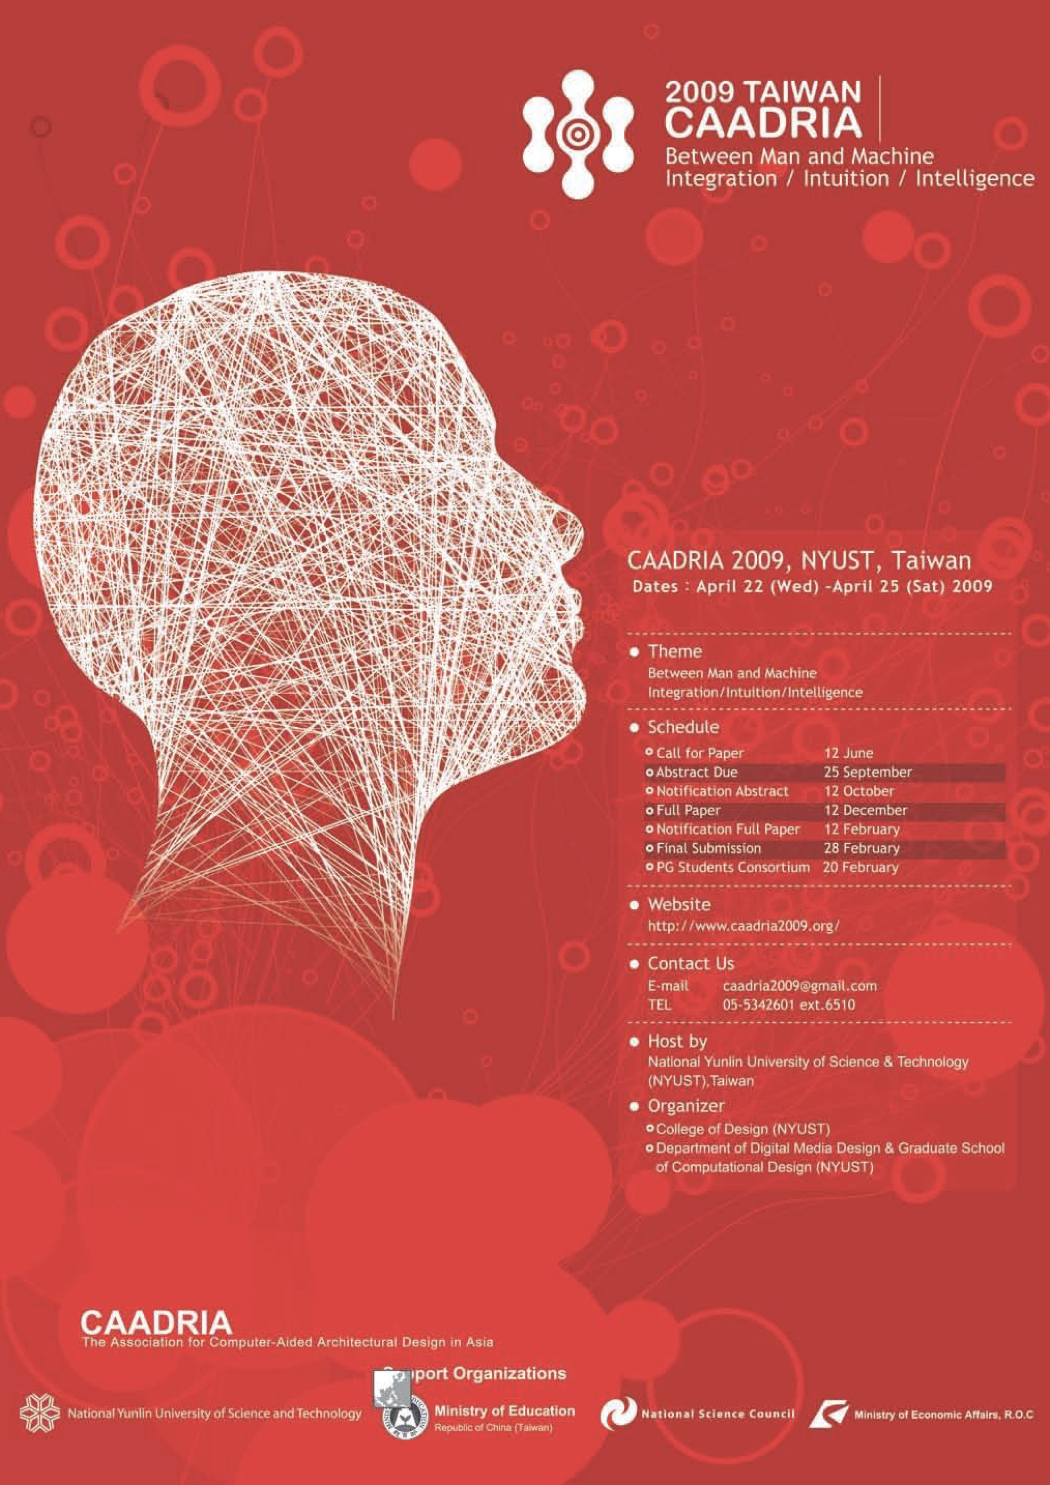 2009 TAIWAN
CAADRIA
Between Man and Machine
Integration / Intuition / Intelligence
CAADRIA 2009, NYUST, Taiwan
Dates : April 22 (Wed) -April 25 (Sat) 2009
Theme
Between Man and Machine
Integration/Intuition/Intelligence
Schedule
Call for Paper 12 June
Abstract Due 25 September
Notification Abstract 12 October
Full Paper 12 December
Notification Full Paper 12 February
Final Submission 28 February
PG Students Consortium 20 February
Website
http://www.caadria2009.org/
Contact Us
E-mail caadria2009@gmail.com
TEL 05-5342601 ext.6510
Host by
National Yunlin University of Science & Technology
(NYUST),Taiwan
Organizer
College of Design (NYUST)
Department of Digital Media Design & Graduate School
of Computational Design (NYUST)
CAADRIA
The Association for Computer-Aided Architectural Design in Asia
Organizations
National Yunlin University of Science and Technology
Ministry of Education
Republic of China (Taiwan)
National Science Council
Ministry of Economic Affairs, R.O.C